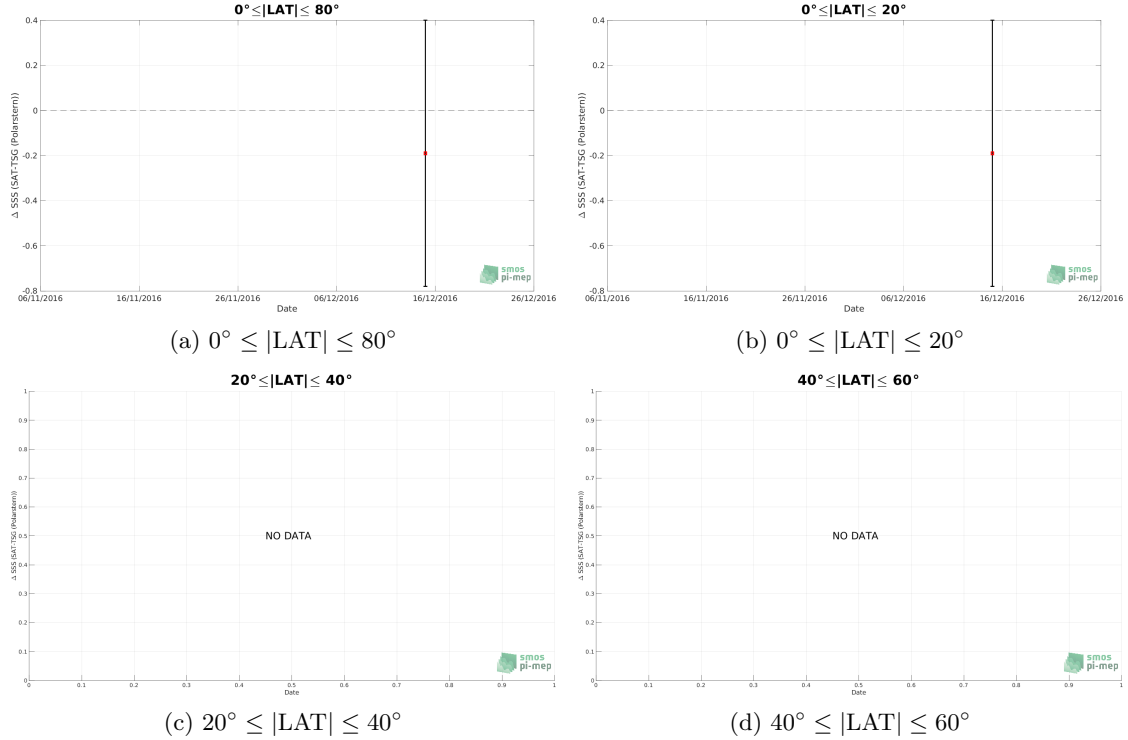 0°≤|LAT|≤ 80°
0.4
0.2
0
-0.2
-0.4
-0.6
-0.8
Δ SSS (SAT-TSG (Polarstern))
06/11/2016 16/11/2016 26/11/2016 06/12/2016 16/12/2016 26/12/2016
Date
smos
pi-mep
(a) 0° ≤ |LAT| ≤ 80°
0°≤|LAT|≤ 20°
0.4
0.2
0
-0.2
-0.4
-0.6
-0.8
Δ SSS (SAT-TSG (Polarstern))
06/11/2016 16/11/2016 26/11/2016 06/12/2016 16/12/2016 26/12/2016
Date
smos
pi-mep
(b) 0° ≤ |LAT| ≤ 20°
20°≤|LAT|≤ 40°
1
0.9
0.8
0.7
0.6
0.5
0.4
0.3
0.2
0.1
0
Δ SSS (SAT-TSG (Polarstern))
NO DATA
0 0.1 0.2 0.3 0.4 0.5 0.6 0.7 0.8 0.9 1
Date
smos
pi-mep
(c) 20° ≤ |LAT| ≤ 40°
40°≤|LAT|≤ 60°
1
0.9
0.8
0.7
0.6
0.5
0.4
0.3
0.2
0.1
0
Δ SSS (SAT-TSG (Polarstern))
NO DATA
0 0.1 0.2 0.3 0.4 0.5 0.6 0.7 0.8 0.9 1
Date
smos
pi-mep
(d) 40° ≤ |LAT| ≤ 60°